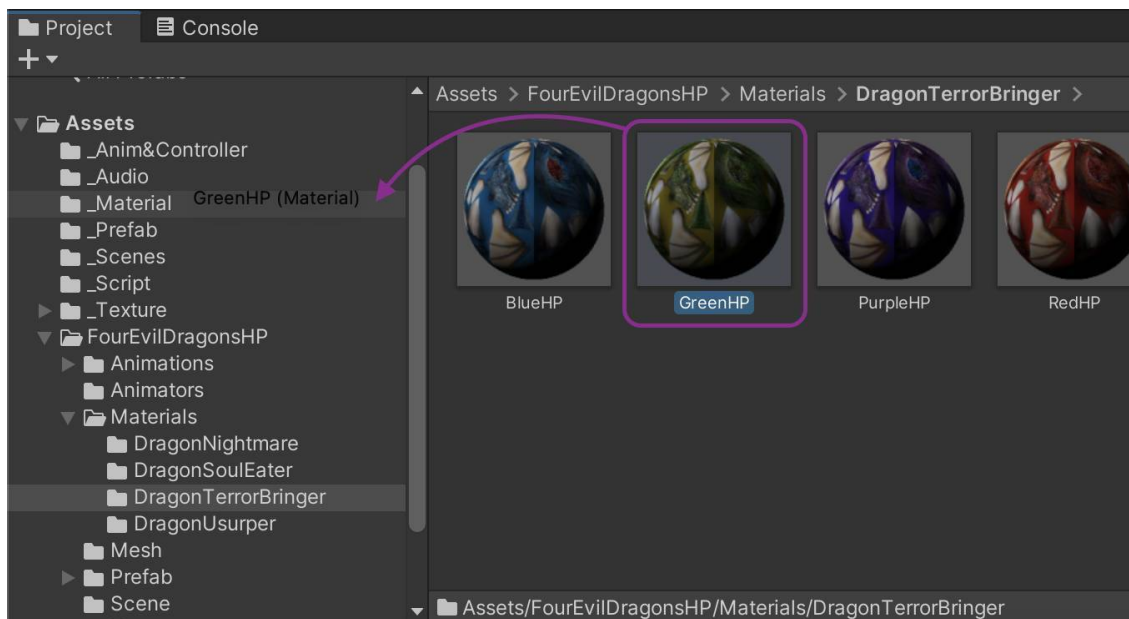 Project
Console
Assets > FourEvilDragonsHP > Materials > DragonTerrorBringer >
Assets
_Anim&Controller
_Audio
_Material
GreenHP (Material)
_Prefab
_Scenes
_Script
_Texture
FourEvilDragonsHP
Animations
Animators
Materials
DragonNightmare
DragonSoulEater
DragonTerrorBringer
DragonUsurper
Mesh
Prefab
Scene
BlueHP
GreenHP
PurpleHP
RedHP
Assets/FourEvilDragonsHP/Materials/DragonTerrorBringer